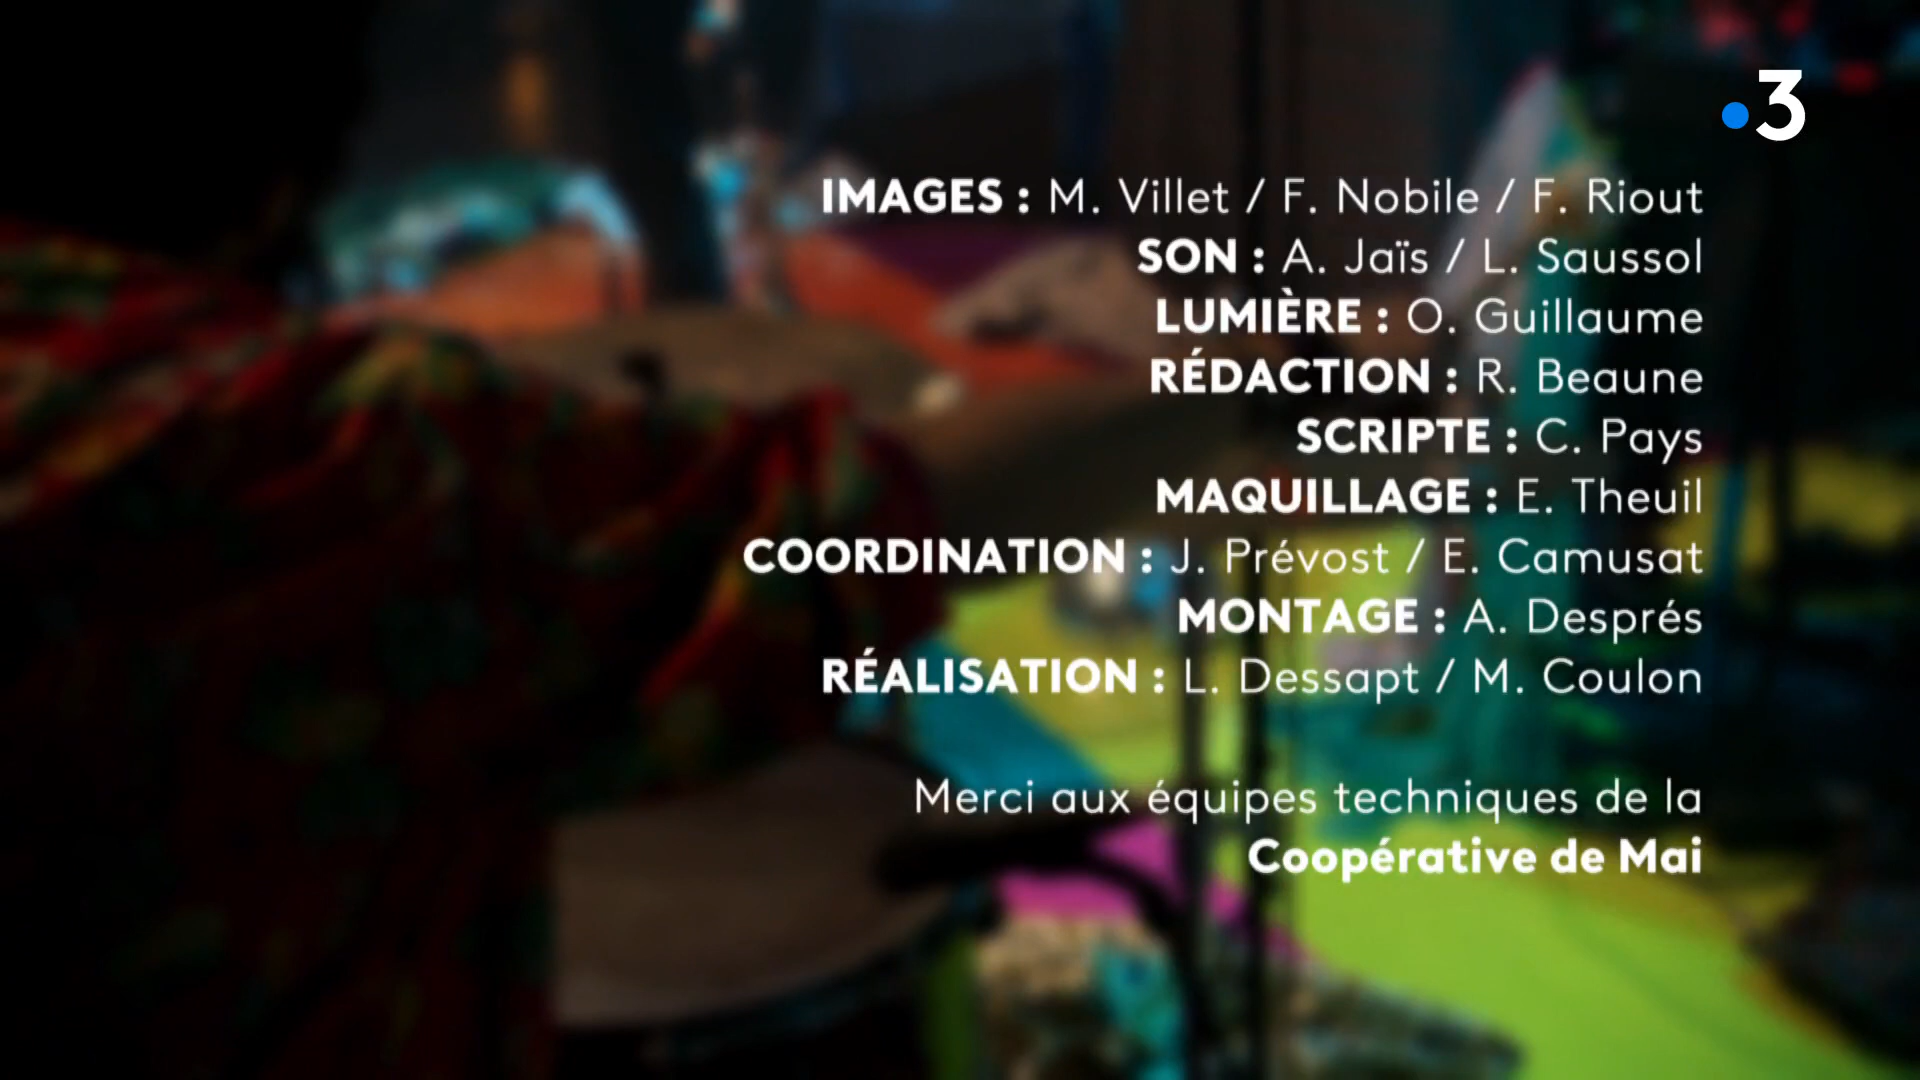 3
IMAGES : M. Villet / F. Nobile / F. Riout
SON : A. Jaïs / L. Saussol
LUMIÈRE : O. Guillaume
RÉDACTION : R. Beaune
SCRIPTE : C. Pays
MAQUILLAGE : E. Theuil
COORDINATION : J. Prévost / E. Camusat
MONTAGE : A. Després
RÉALISATION : L. Dessapt / M. Coulon
Merci aux équipes techniques de la
Coopérative de Mai